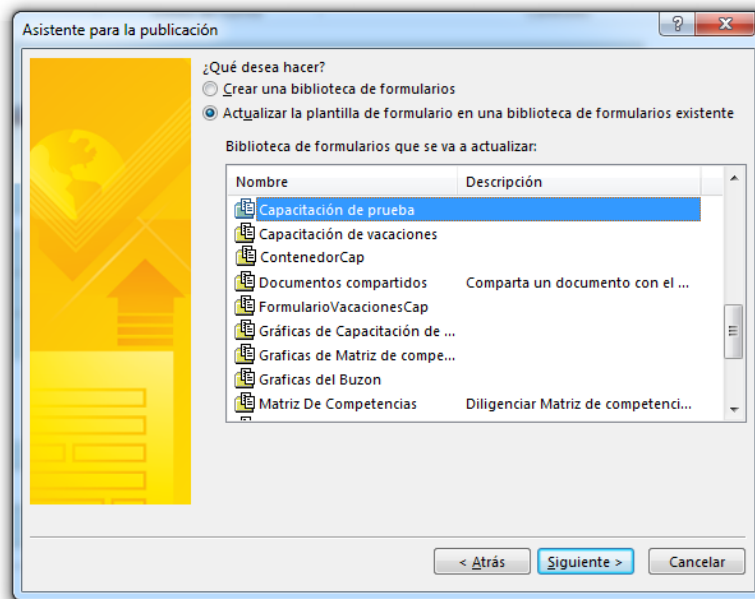 Asistente para la publicación
¿Qué desea hacer?
Crear una biblioteca de formularios
Actualizar la plantilla de formulario en una biblioteca de formularios existente
Biblioteca de formularios que se va a actualizar:
Nombre Descripción
Capacitación de prueba
Capacitación de vacaciones
ContenedorCap
Documentos compartidos Comparta un documento con el ...
FormularioVacacionesCap
Gráficas de Capacitación de ...
Graficas de Matriz de compe...
Graficas del Buzon
Matriz De Competencias Diligenciar Matriz de competenci...
< Atrás Siguiente > Cancelar